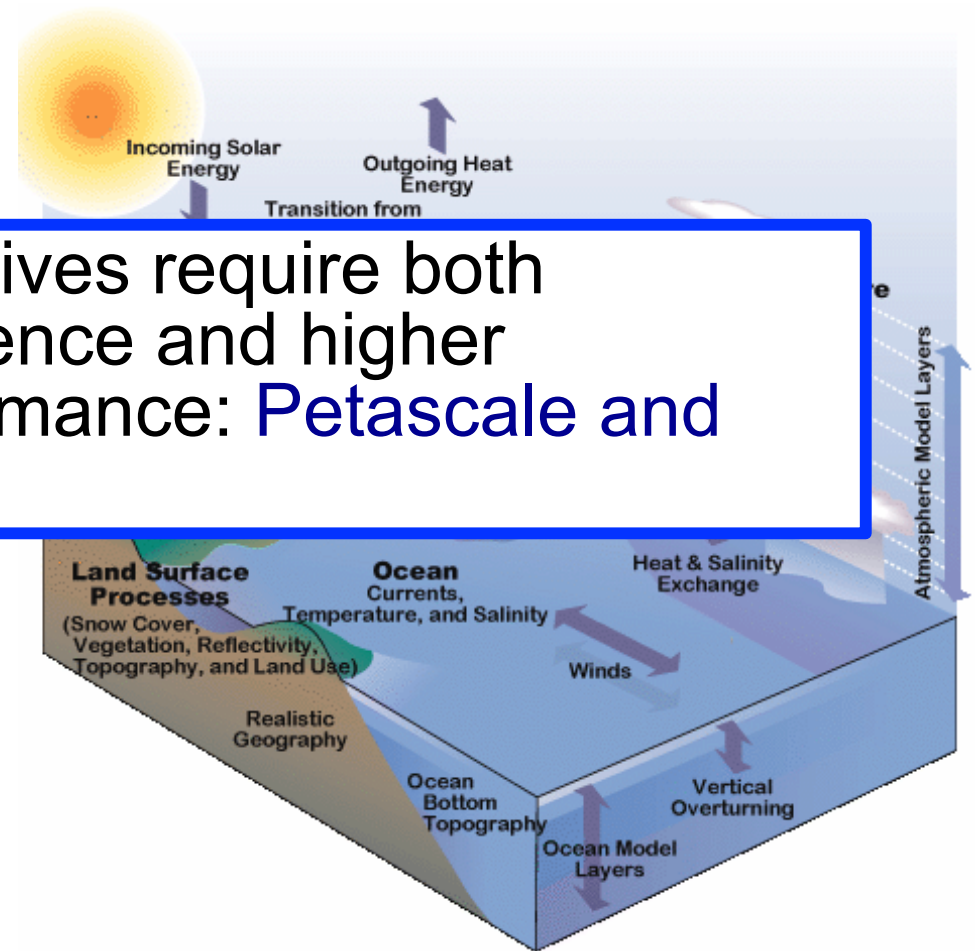 Incoming Solar
Energy
Outgoing Heat
Energy
Transition from
ives require both
ence and higher
mance: Petascale and
e
Atmospheric Model Layers
Land Surface
Processes
(Snow Cover,
Vegetation, Reflectivity,
Topography, and Land Use)
Ocean
Currents,
Temperature, and Salinity
Heat & Salinity
Exchange
Winds
Realistic
Geography
Ocean
Bottom
Topography
Vertical
Overturning
Ocean Model
Layers